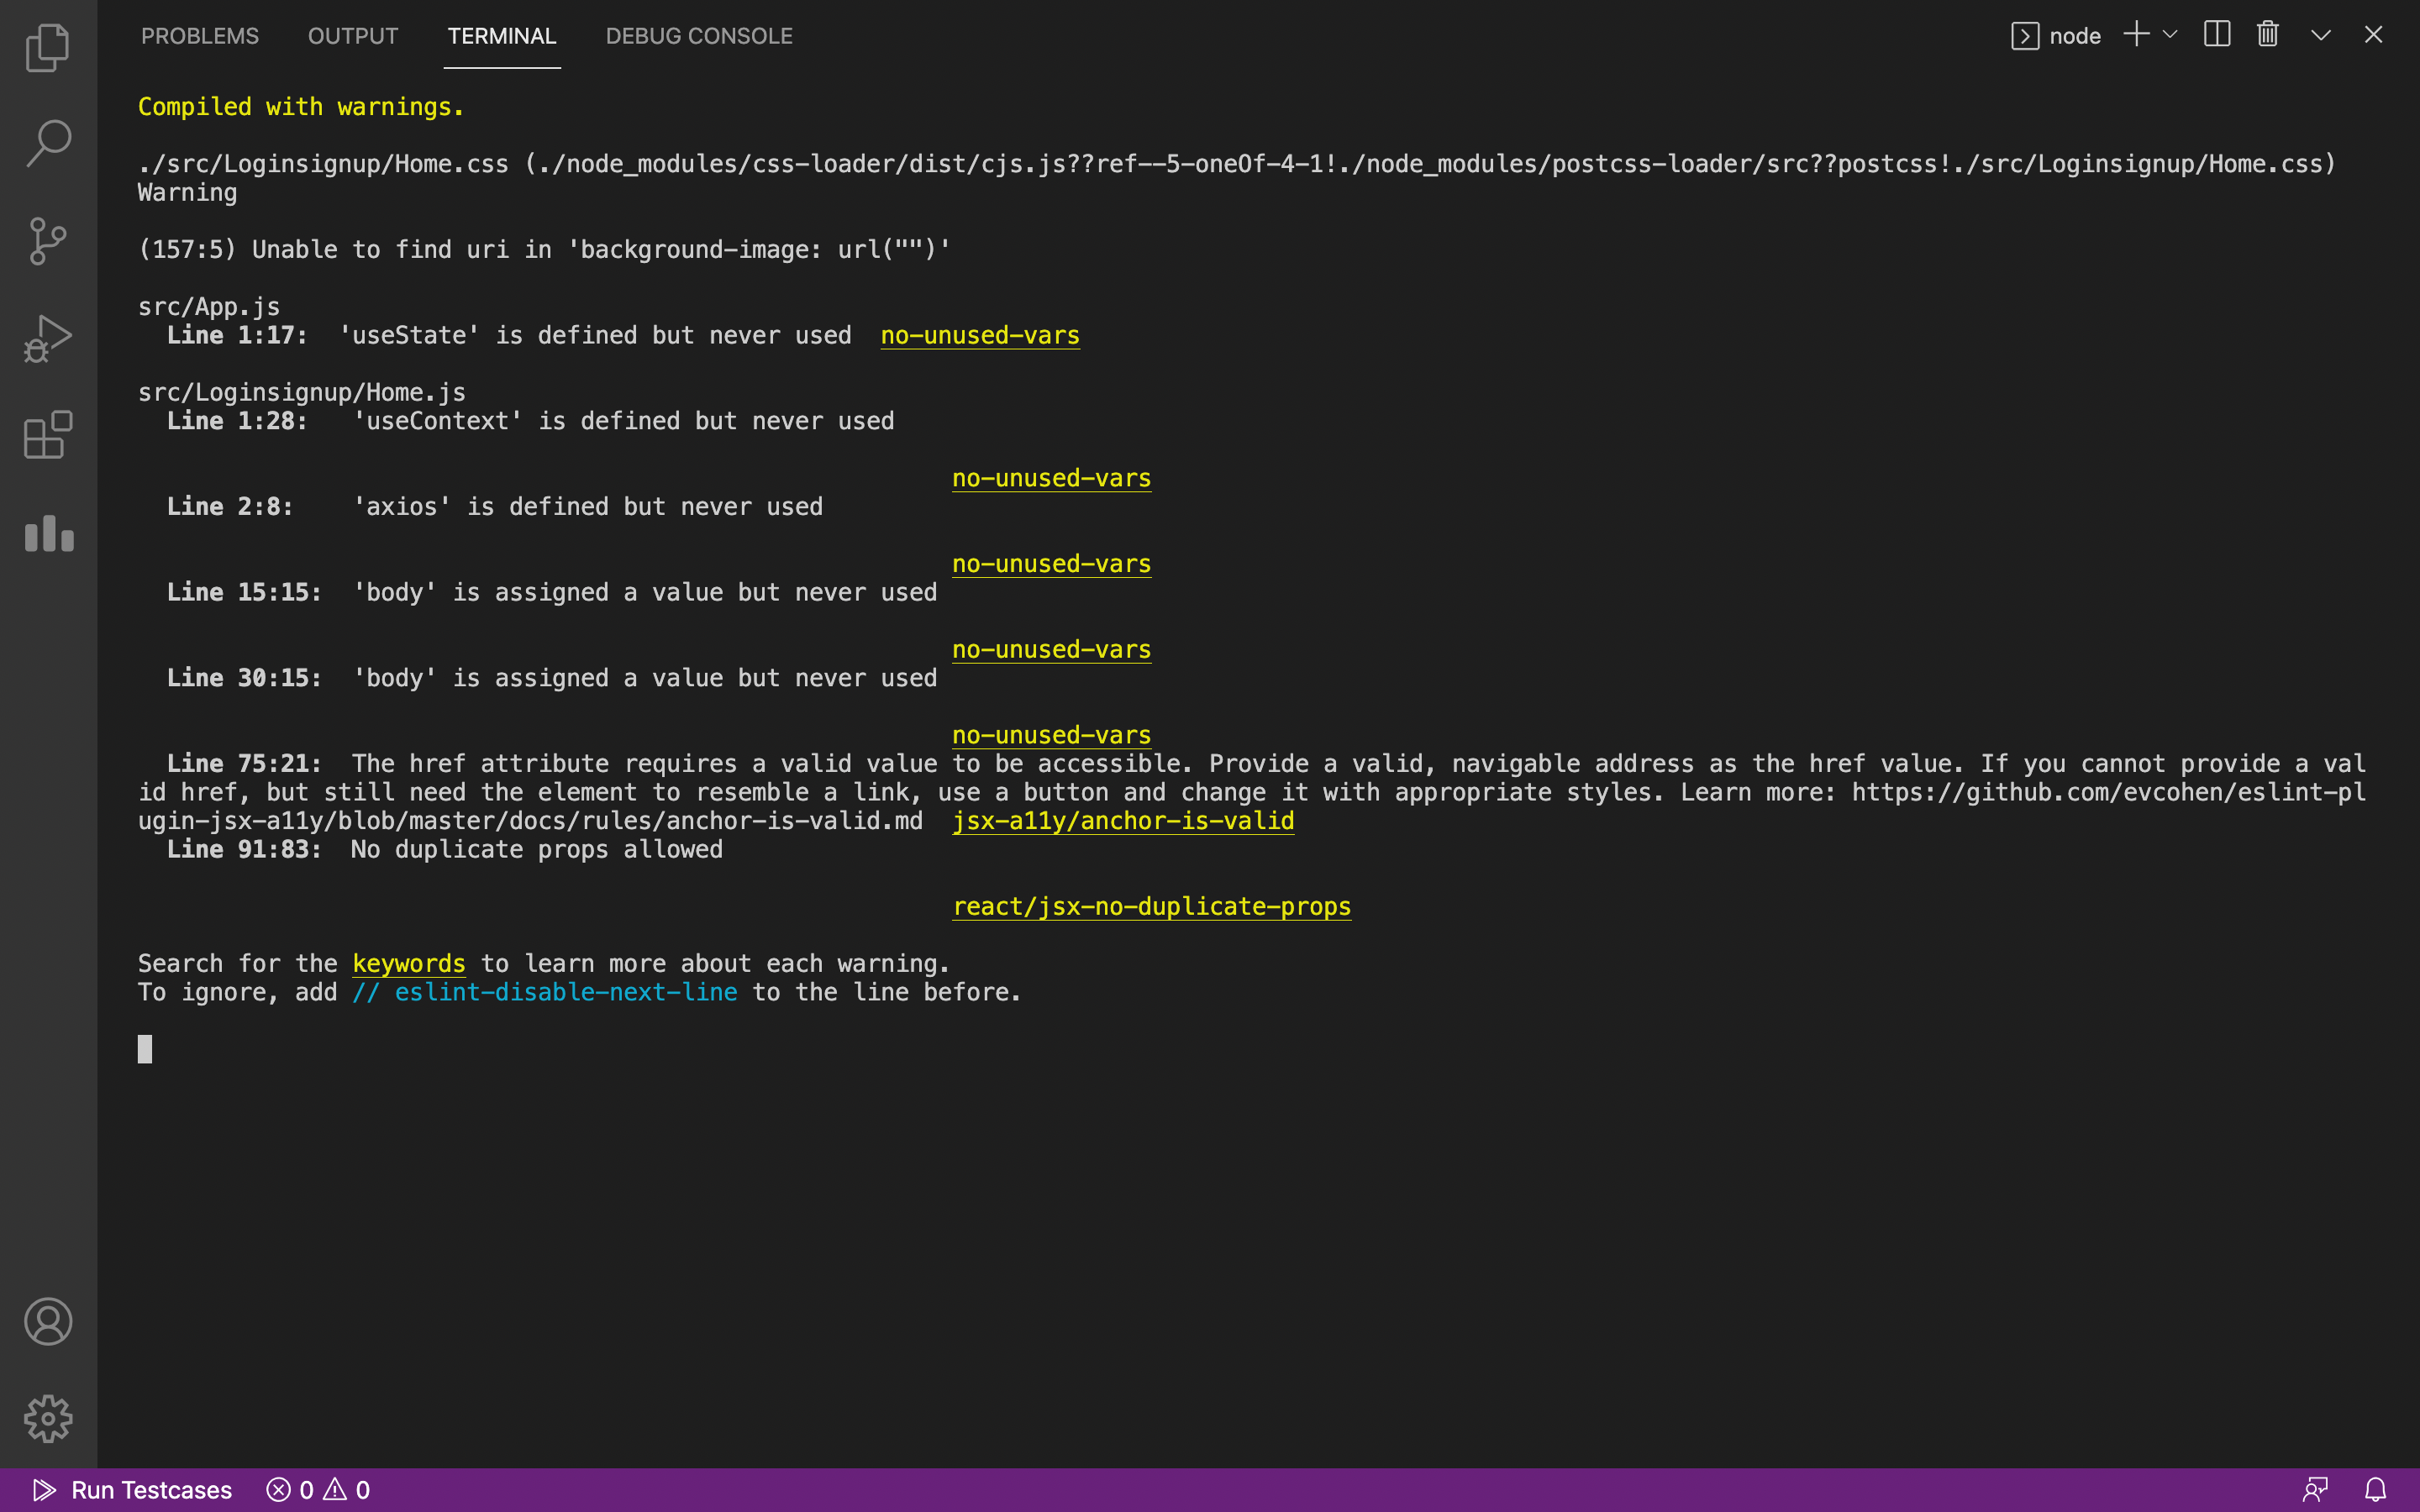 PROBLEMS OUTPUT TERMINAL DEBUG CONSOLE node
Compiled with warnings.
./src/Loginsignup/Home.css (./node_modules/css-loader/dist/cjs.js??ref--5-oneOf-4-1!./node_modules/postcss-loader/src??postcss!./src/Loginsignup/Home.css)
Warning
(157:5) Unable to find uri in 'background-image: url("")'
src/App.js
Line 1:17: 'useState' is defined but never used no-unused-vars
src/Loginsignup/Home.js
Line 1:28: 'useContext' is defined but never used
no-unused-vars
Line 2:8: 'axios' is defined but never used
no-unused-vars
Line 15:15: 'body' is assigned a value but never used
no-unused-vars
Line 30:15: 'body' is assigned a value but never used
no-unused-vars
Line 75:21: The href attribute requires a valid value to be accessible. Provide a valid, navigable address as the href value. If you cannot provide a val
id href, but still need the element to resemble a link, use a button and change it with appropriate styles. Learn more: https://github.com/evcohen/eslint-pl
ugin-jsx-a11y/blob/master/docs/rules/anchor-is-valid.md jsx-a11y/anchor-is-valid
Line 91:83: No duplicate props allowed
react/jsx-no-duplicate-props
Search for the keywords to learn more about each warning.
To ignore, add // eslint-disable-next-line to the line before.
Run Testcases 0 0